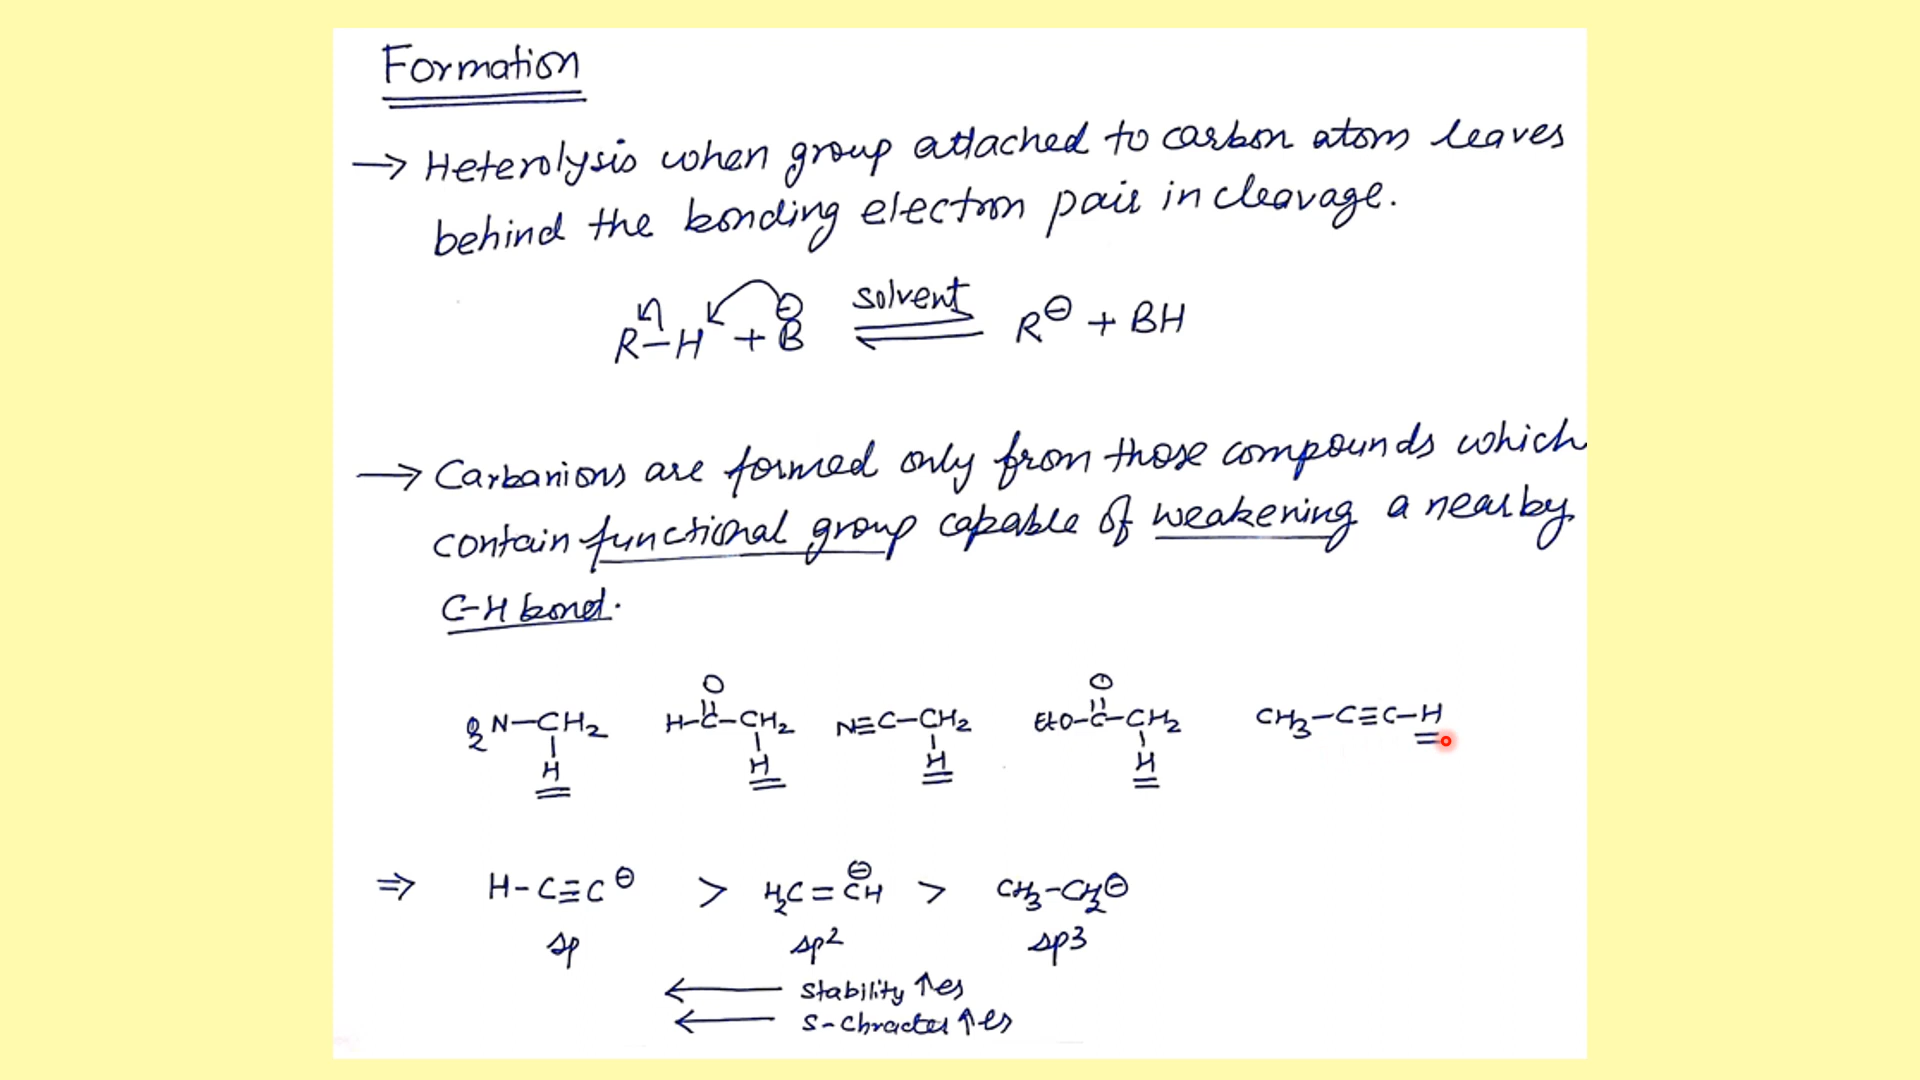 Formation
→ Heterolysis when group attached to carbon atom leaves
behind the bonding electron pair in cleavage.
R-H + B⊖ ⇌ solvent R⊖ + BH
→ Carbanions are formed only from those compounds which
contain functional group capable of weakening a nearby
C-H bond.
O₂N-CH₂-H H-C(=O)-CH₂-H N≡C-CH₂-H EtO-C(=O)-CH₂-H CH₃-C≡C-H
⇒ H-C≡C⊖ > H₂C=CH⊖ > CH₃-CH₂⊖
sp sp2 sp3
← Stability ↑es
← S-Chracter ↑es